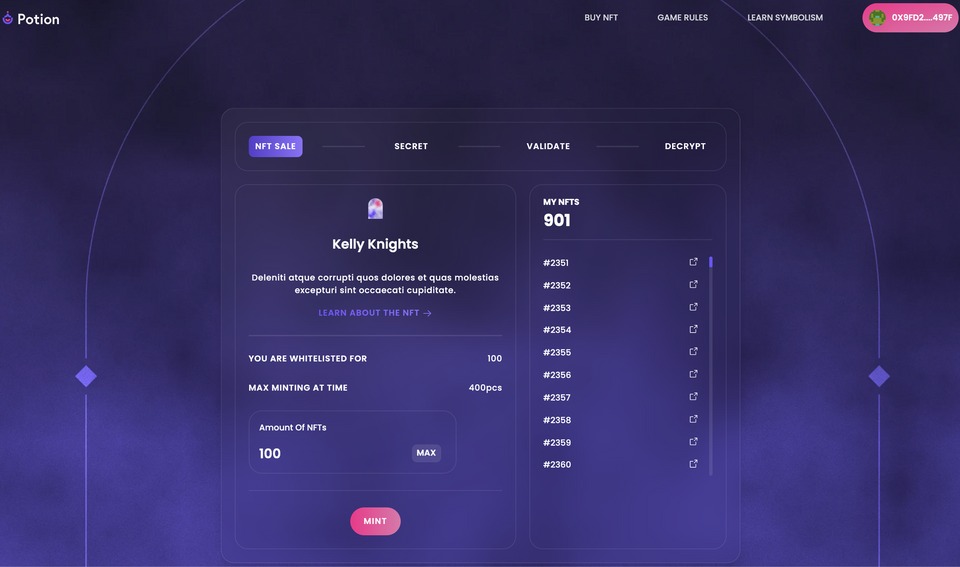 Potion
BUY NFT
GAME RULES
LEARN SYMBOLISM
0X9FD2....497F
NFT SALE
SECRET
VALIDATE
DECRYPT
Kelly Knights
Deleniti atque corrupti quos dolores et quas molestias
excepturi sint occaecati cupiditate.
LEARN ABOUT THE NFT →
YOU ARE WHITELISTED FOR 100
MAX MINTING AT TIME 400pcs
Amount Of NFTs
100 MAX
MINT
MY NFTS
901
#2351
#2352
#2353
#2354
#2355
#2356
#2357
#2358
#2359
#2360